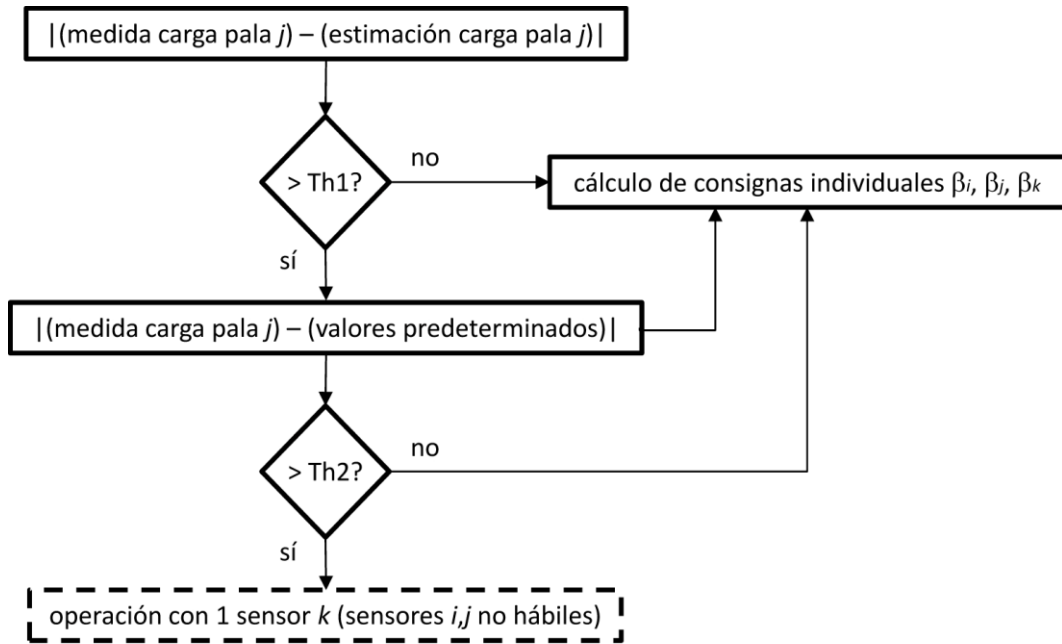 |(medida carga pala j) – (estimación carga pala j)|
> Th1?
no
cálculo de consignas individuales βi, βj, βk
sí
|(medida carga pala j) – (valores predeterminados)|
> Th2?
no
sí
operación con 1 sensor k (sensores i,j no hábiles)